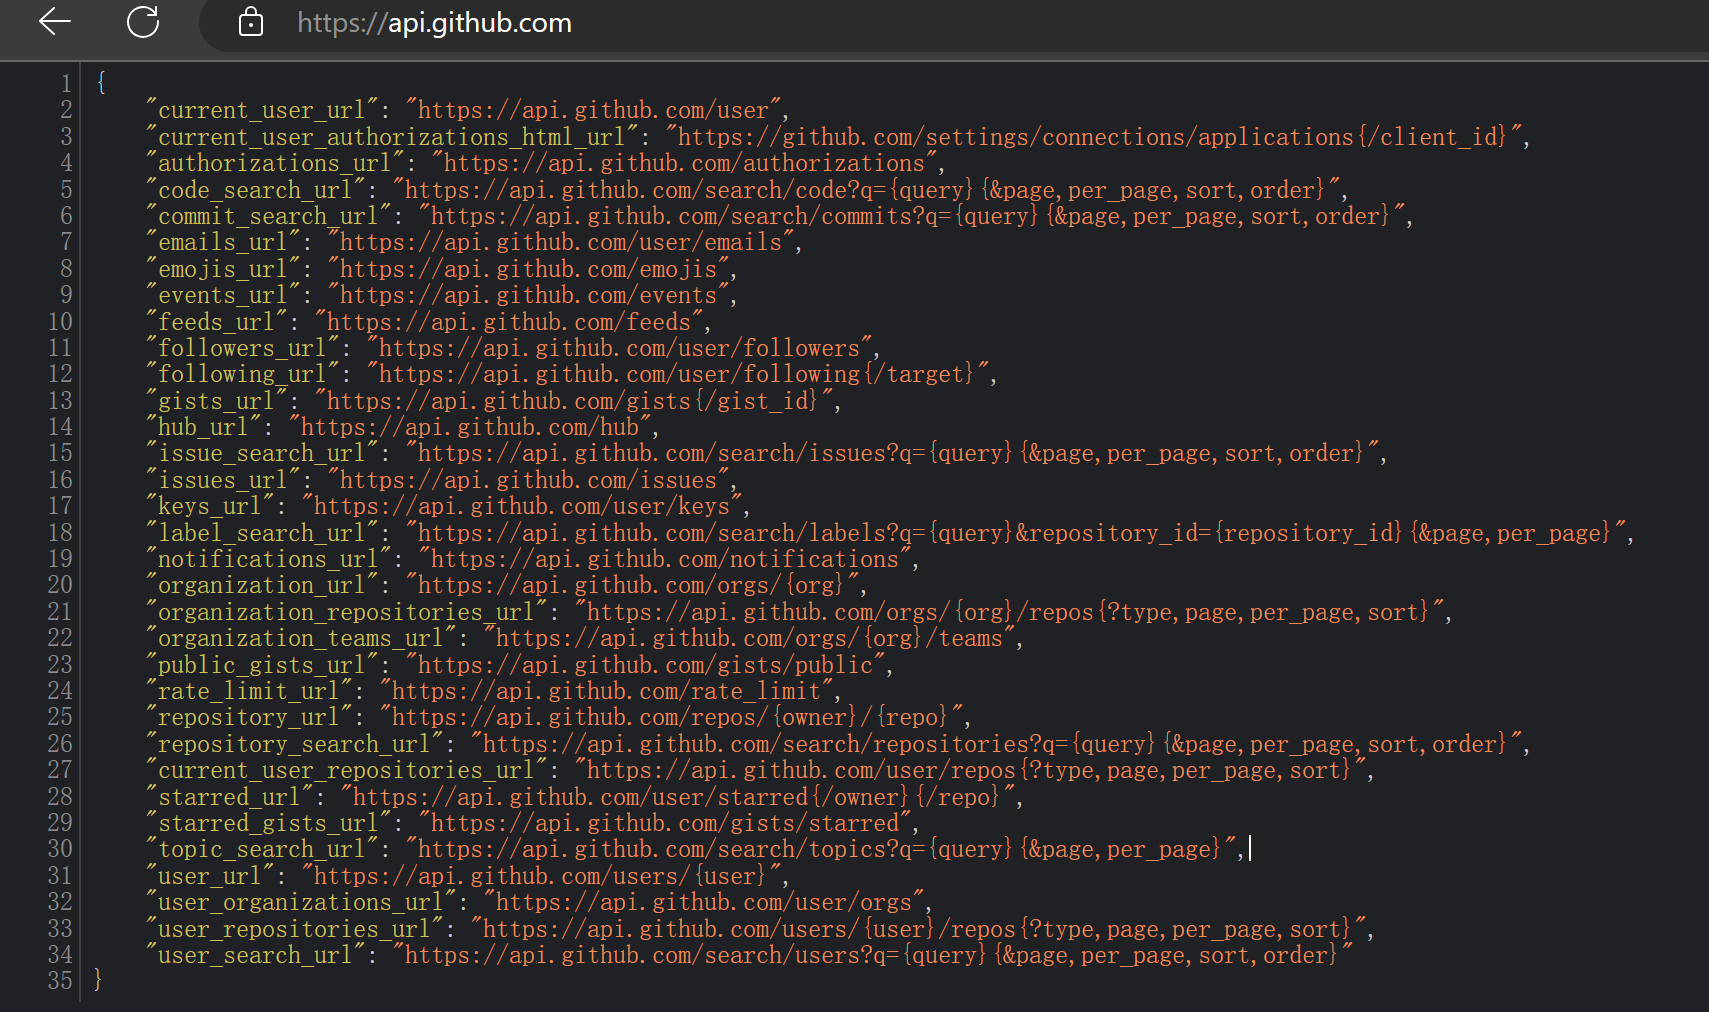 https://api.github.com
1 {
2 "current_user_url": "https://api.github.com/user",
3 "current_user_authorizations_html_url": "https://github.com/settings/connections/applications{/client_id}",
4 "authorizations_url": "https://api.github.com/authorizations",
5 "code_search_url": "https://api.github.com/search/code?q={query}{&page,per_page,sort,order}",
6 "commit_search_url": "https://api.github.com/search/commits?q={query}{&page,per_page,sort,order}",
7 "emails_url": "https://api.github.com/user/emails",
8 "emojis_url": "https://api.github.com/emojis",
9 "events_url": "https://api.github.com/events",
10 "feeds_url": "https://api.github.com/feeds",
11 "followers_url": "https://api.github.com/user/followers",
12 "following_url": "https://api.github.com/user/following{/target}",
13 "gists_url": "https://api.github.com/gists{/gist_id}",
14 "hub_url": "https://api.github.com/hub",
15 "issue_search_url": "https://api.github.com/search/issues?q={query}{&page,per_page,sort,order}",
16 "issues_url": "https://api.github.com/issues",
17 "keys_url": "https://api.github.com/user/keys",
18 "label_search_url": "https://api.github.com/search/labels?q={query}&repository_id={repository_id}{&page,per_page}",
19 "notifications_url": "https://api.github.com/notifications",
20 "organization_url": "https://api.github.com/orgs/{org}",
21 "organization_repositories_url": "https://api.github.com/orgs/{org}/repos{?type,page,per_page,sort}",
22 "organization_teams_url": "https://api.github.com/orgs/{org}/teams",
23 "public_gists_url": "https://api.github.com/gists/public",
24 "rate_limit_url": "https://api.github.com/rate_limit",
25 "repository_url": "https://api.github.com/repos/{owner}/{repo}",
26 "repository_search_url": "https://api.github.com/search/repositories?q={query}{&page,per_page,sort,order}",
27 "current_user_repositories_url": "https://api.github.com/user/repos{?type,page,per_page,sort}",
28 "starred_url": "https://api.github.com/user/starred{/owner}{/repo}",
29 "starred_gists_url": "https://api.github.com/gists/starred",
30 "topic_search_url": "https://api.github.com/search/topics?q={query}{&page,per_page}",
31 "user_url": "https://api.github.com/users/{user}",
32 "user_organizations_url": "https://api.github.com/user/orgs",
33 "user_repositories_url": "https://api.github.com/users/{user}/repos{?type,page,per_page,sort}",
34 "user_search_url": "https://api.github.com/search/users?q={query}{&page,per_page,sort,order}"
35 }